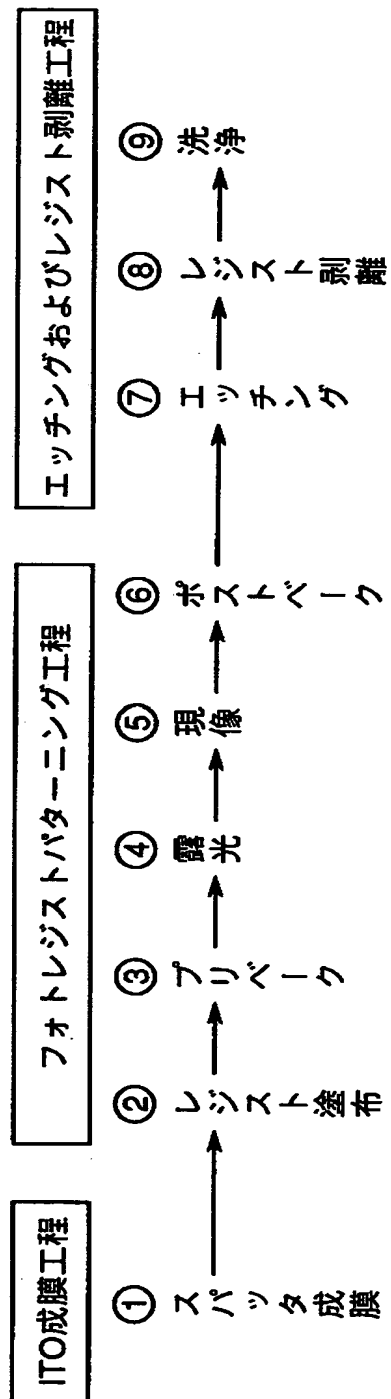 ITO成膜工程
フォトレジストパターニング工程
エッチングおよびレジスト剥離工程
① スパッタ成膜
② レジスト塗布
③ プリベーク
④ 露光
⑤ 現像
⑥ ポストベーク
⑦ エッチング
⑧ レジスト剥離
⑨ 洗浄